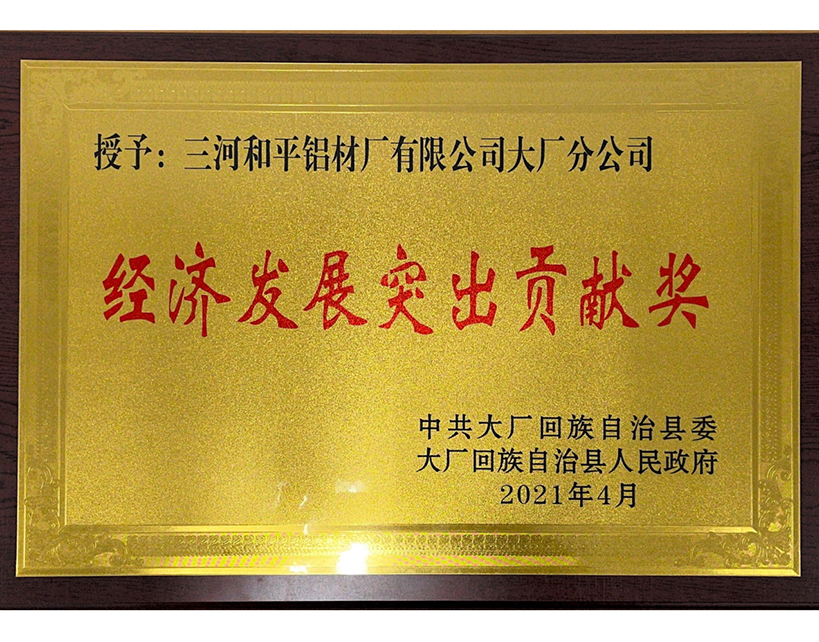 授予：三河和平铝材厂有限公司大厂分公司
经济发展突出贡献奖
中共大厂回族自治县委
大厂回族自治县人民政府
2021年4月